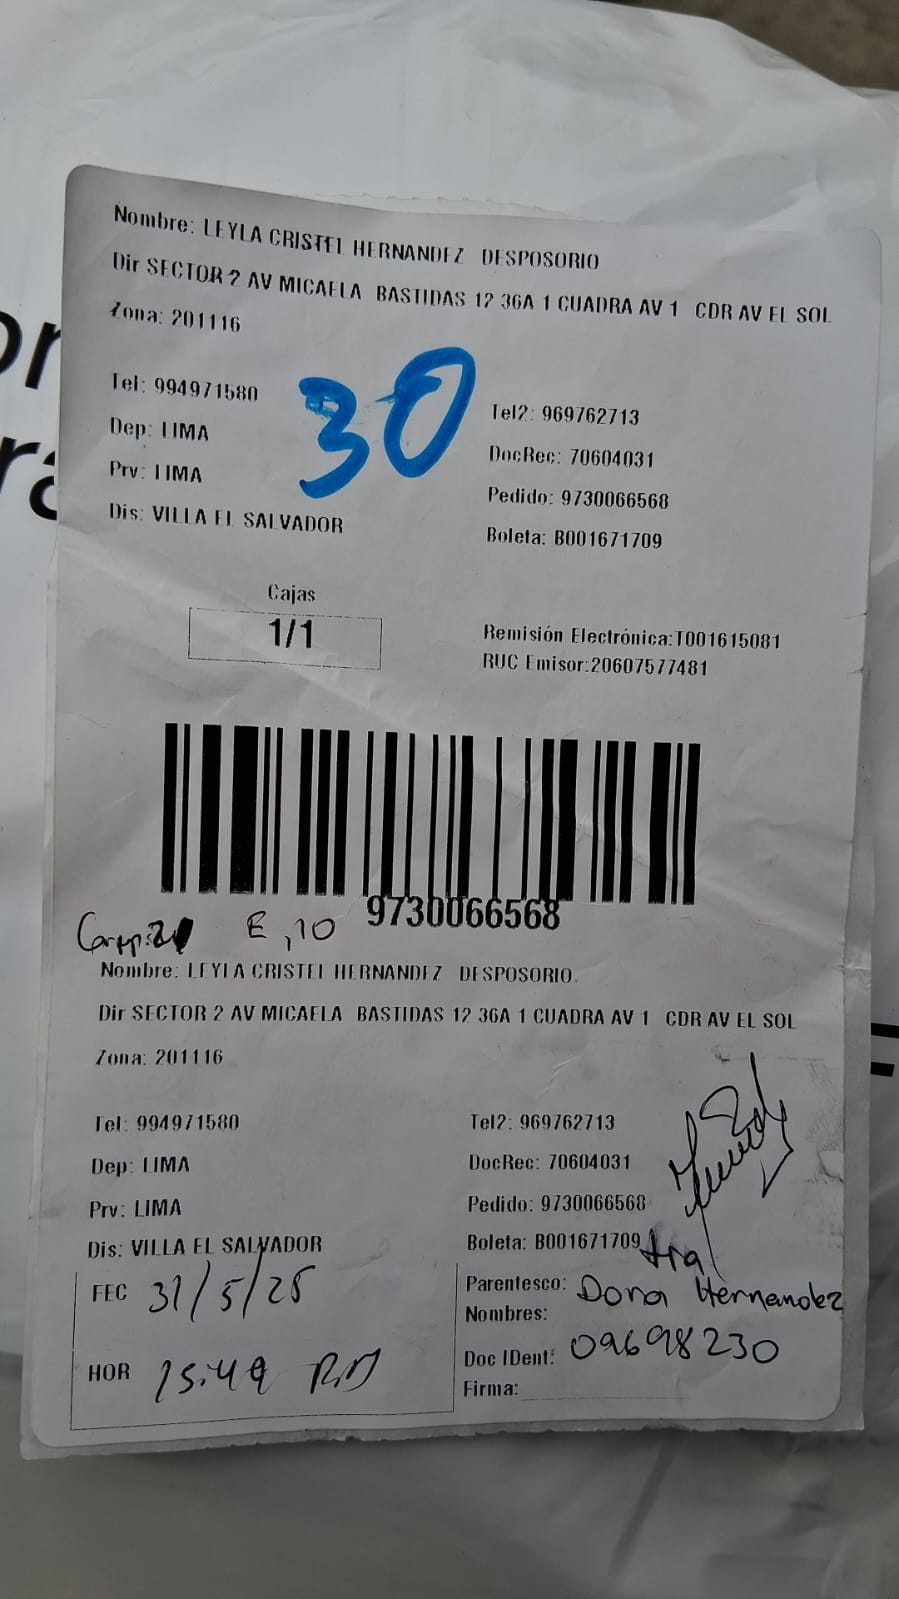 Nombre: LEYLA CRISTEL HERNANDEZ DESPOSORIO
Dir SECTOR 2 AV MICAELA BASTIDAS 12 36A 1 CUADRA AV 1 CDR AV EL SOL
Zona: 201116
30
Tel: 994971580 Tel2: 969762713
Dep: LIMA DocRec: 70604031
Prv: LIMA Pedido: 9730066568
Dis: VILLA EL SALVADOR Boleta: B001671709
Cajas
1/1
Remisión Electrónica:T001615081
RUC Emisor:20607577481
9730066568
E,10
Nombre: LEYLA CRISTEL HERNANDEZ DESPOSORIO
Dir SECTOR 2 AV MICAELA BASTIDAS 12 36A 1 CUADRA AV 1 CDR AV EL SOL
Zona: 201116
Tel: 994971580 Tel2: 969762713
Dep: LIMA DocRec: 70604031
Prv: LIMA Pedido: 9730066568
Dis: VILLA EL SALVADOR Boleta: B001671709
FEC 31/5/25
Parentesco: tia
Nombres: Dora Hernandez
HOR 15:49
Doc IDent: 09698230
Firma: